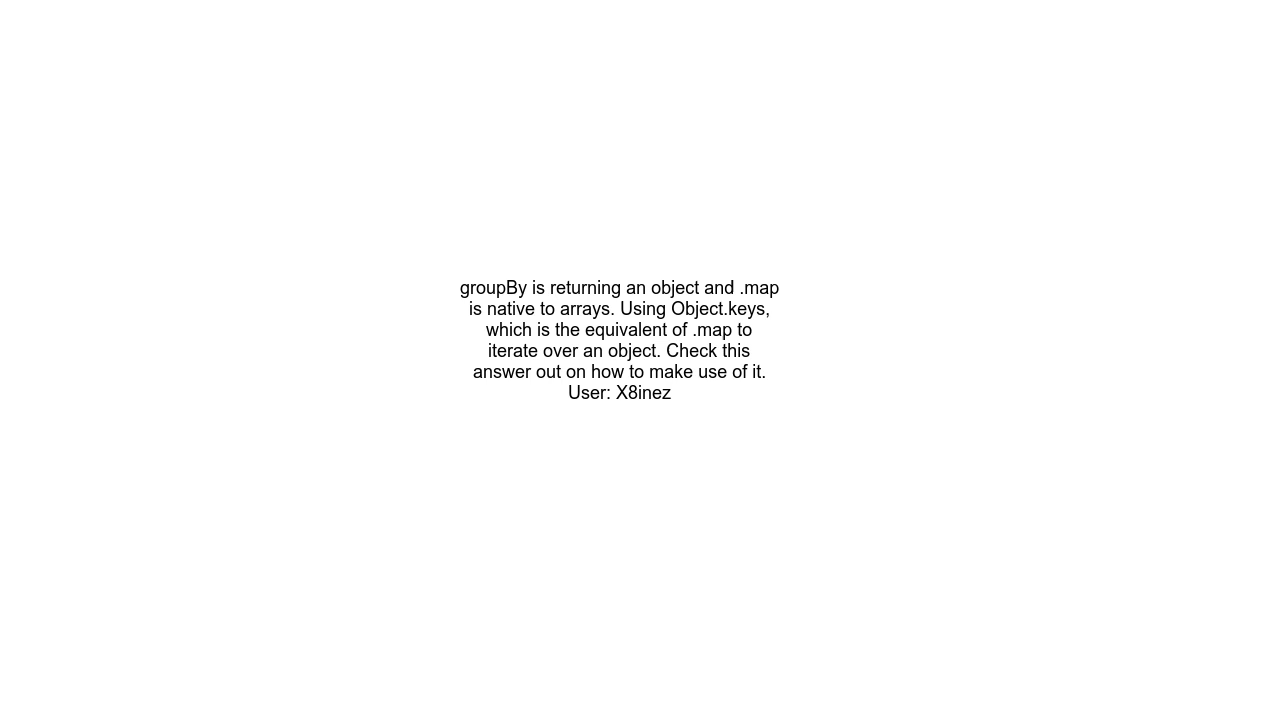 groupBy is returning an object and .map
is native to arrays. Using Object.keys,
which is the equivalent of .map to
iterate over an object. Check this
answer out on how to make use of it.
User: X8inez